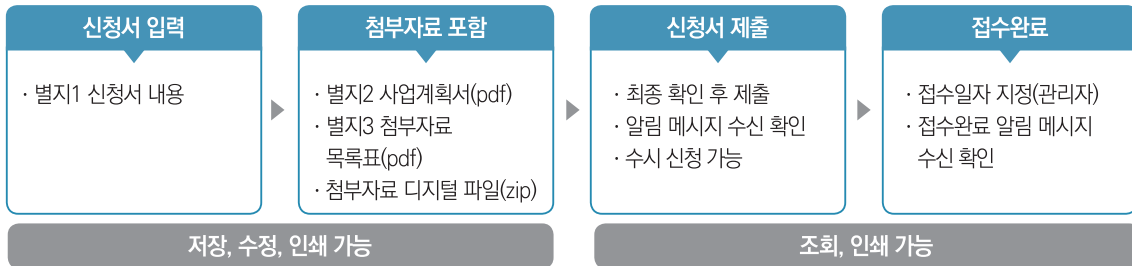 신청서 입력
· 별지1 신청서 내용
첨부자료 포함
· 별지2 사업계획서(pdf)
· 별지3 첨부자료
목록표(pdf)
· 첨부자료 디지털 파일(zip)
신청서 제출
· 최종 확인 후 제출
· 알림 메시지 수신 확인
· 수시 신청 가능
접수완료
· 접수일자 지정(관리자)
· 접수완료 알림 메시지
수신 확인
저장, 수정, 인쇄 가능
조회, 인쇄 가능